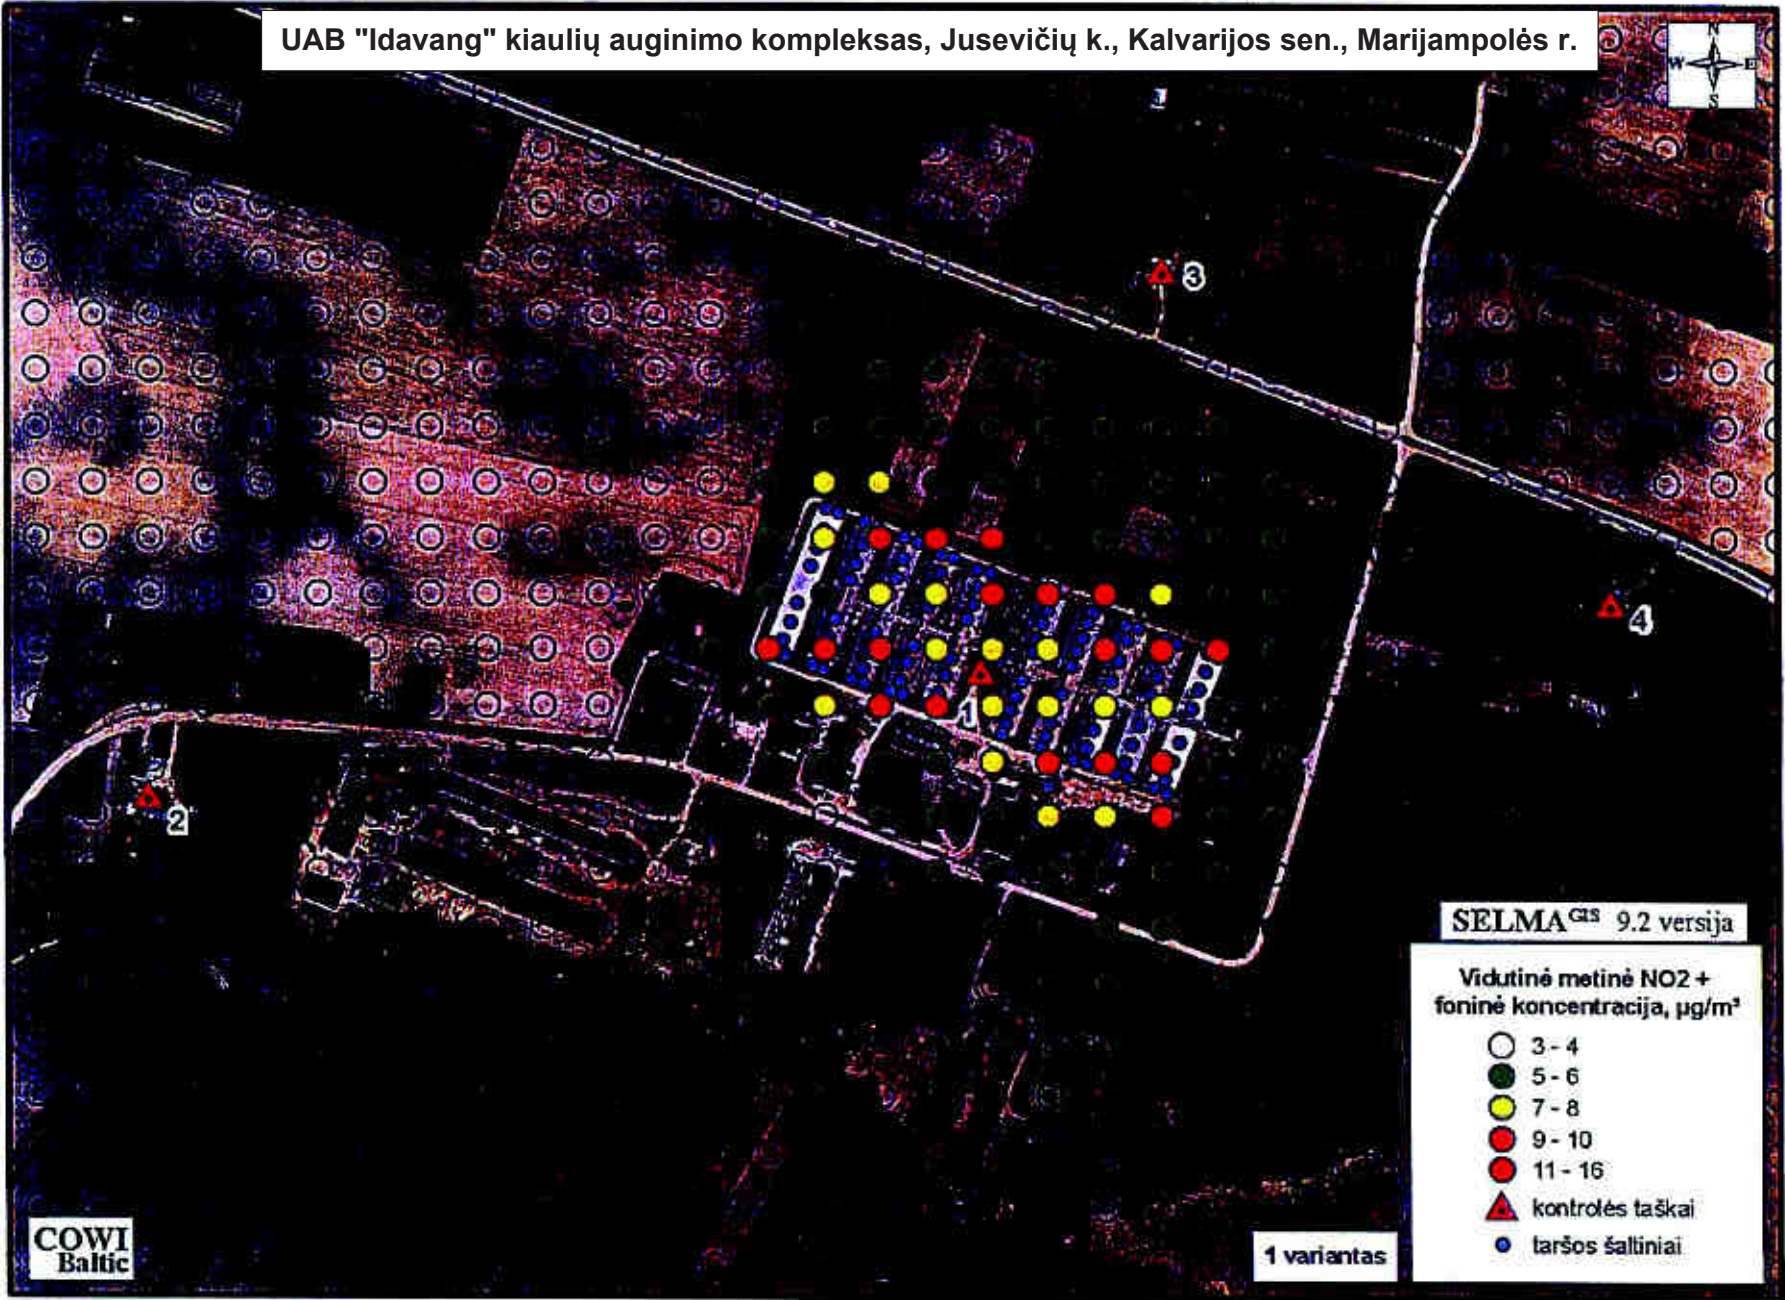 UAB "Idavang" kiaulių auginimo kompleksas, Jusevičių k., Kalvarijos sen., Marijampolės r.
N
W E
S
3
4
1
2
SELMA GIS 9.2 versija
Vidutinė metinė NO2 +
foninė koncentracija, µg/m³
3 - 4
5 - 6
7 - 8
9 - 10
11 - 16
kontrolės taškai
taršos šaltiniai
1 variantas
COWI
Baltic